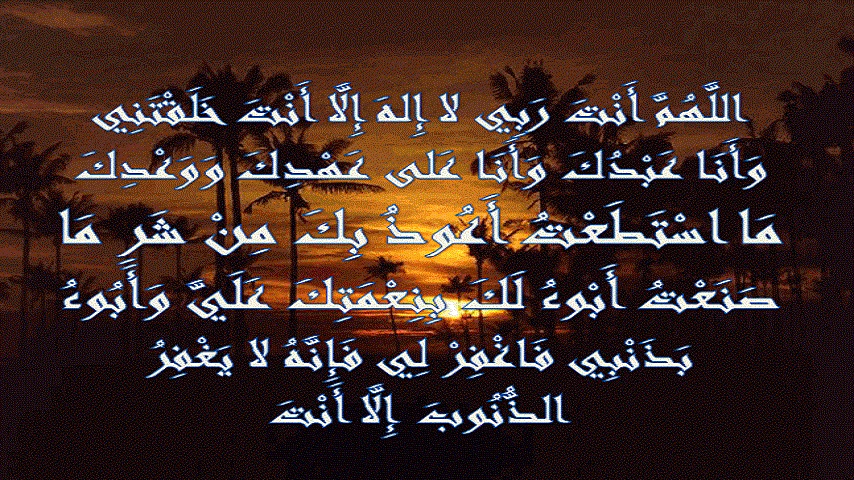 اللَّهُمَّ أَنْتَ رَبِي لا إِلهَ إِلَّا أَنْتَ خَلَقْتَنِي
وَأَنَا عَبْدُكَ وَأَنَا عَلى عَهْدِكَ وَوَعْدِكَ
مَا اسْتَطَعْتُ أَعُوذُ بِكَ مِنْ شَرِ مَا
صَنَعْتُ أَبْوءُ لَكَ بِنِعْمَتِكَ عَلَيَّ وَأَبُوءُ
بَذَنْبِي فَاغْفِرْ لِي فَإِنَّهُ لا يَغْفِرُ
الذُّنُوبَ إِلَّا أَنْتَ